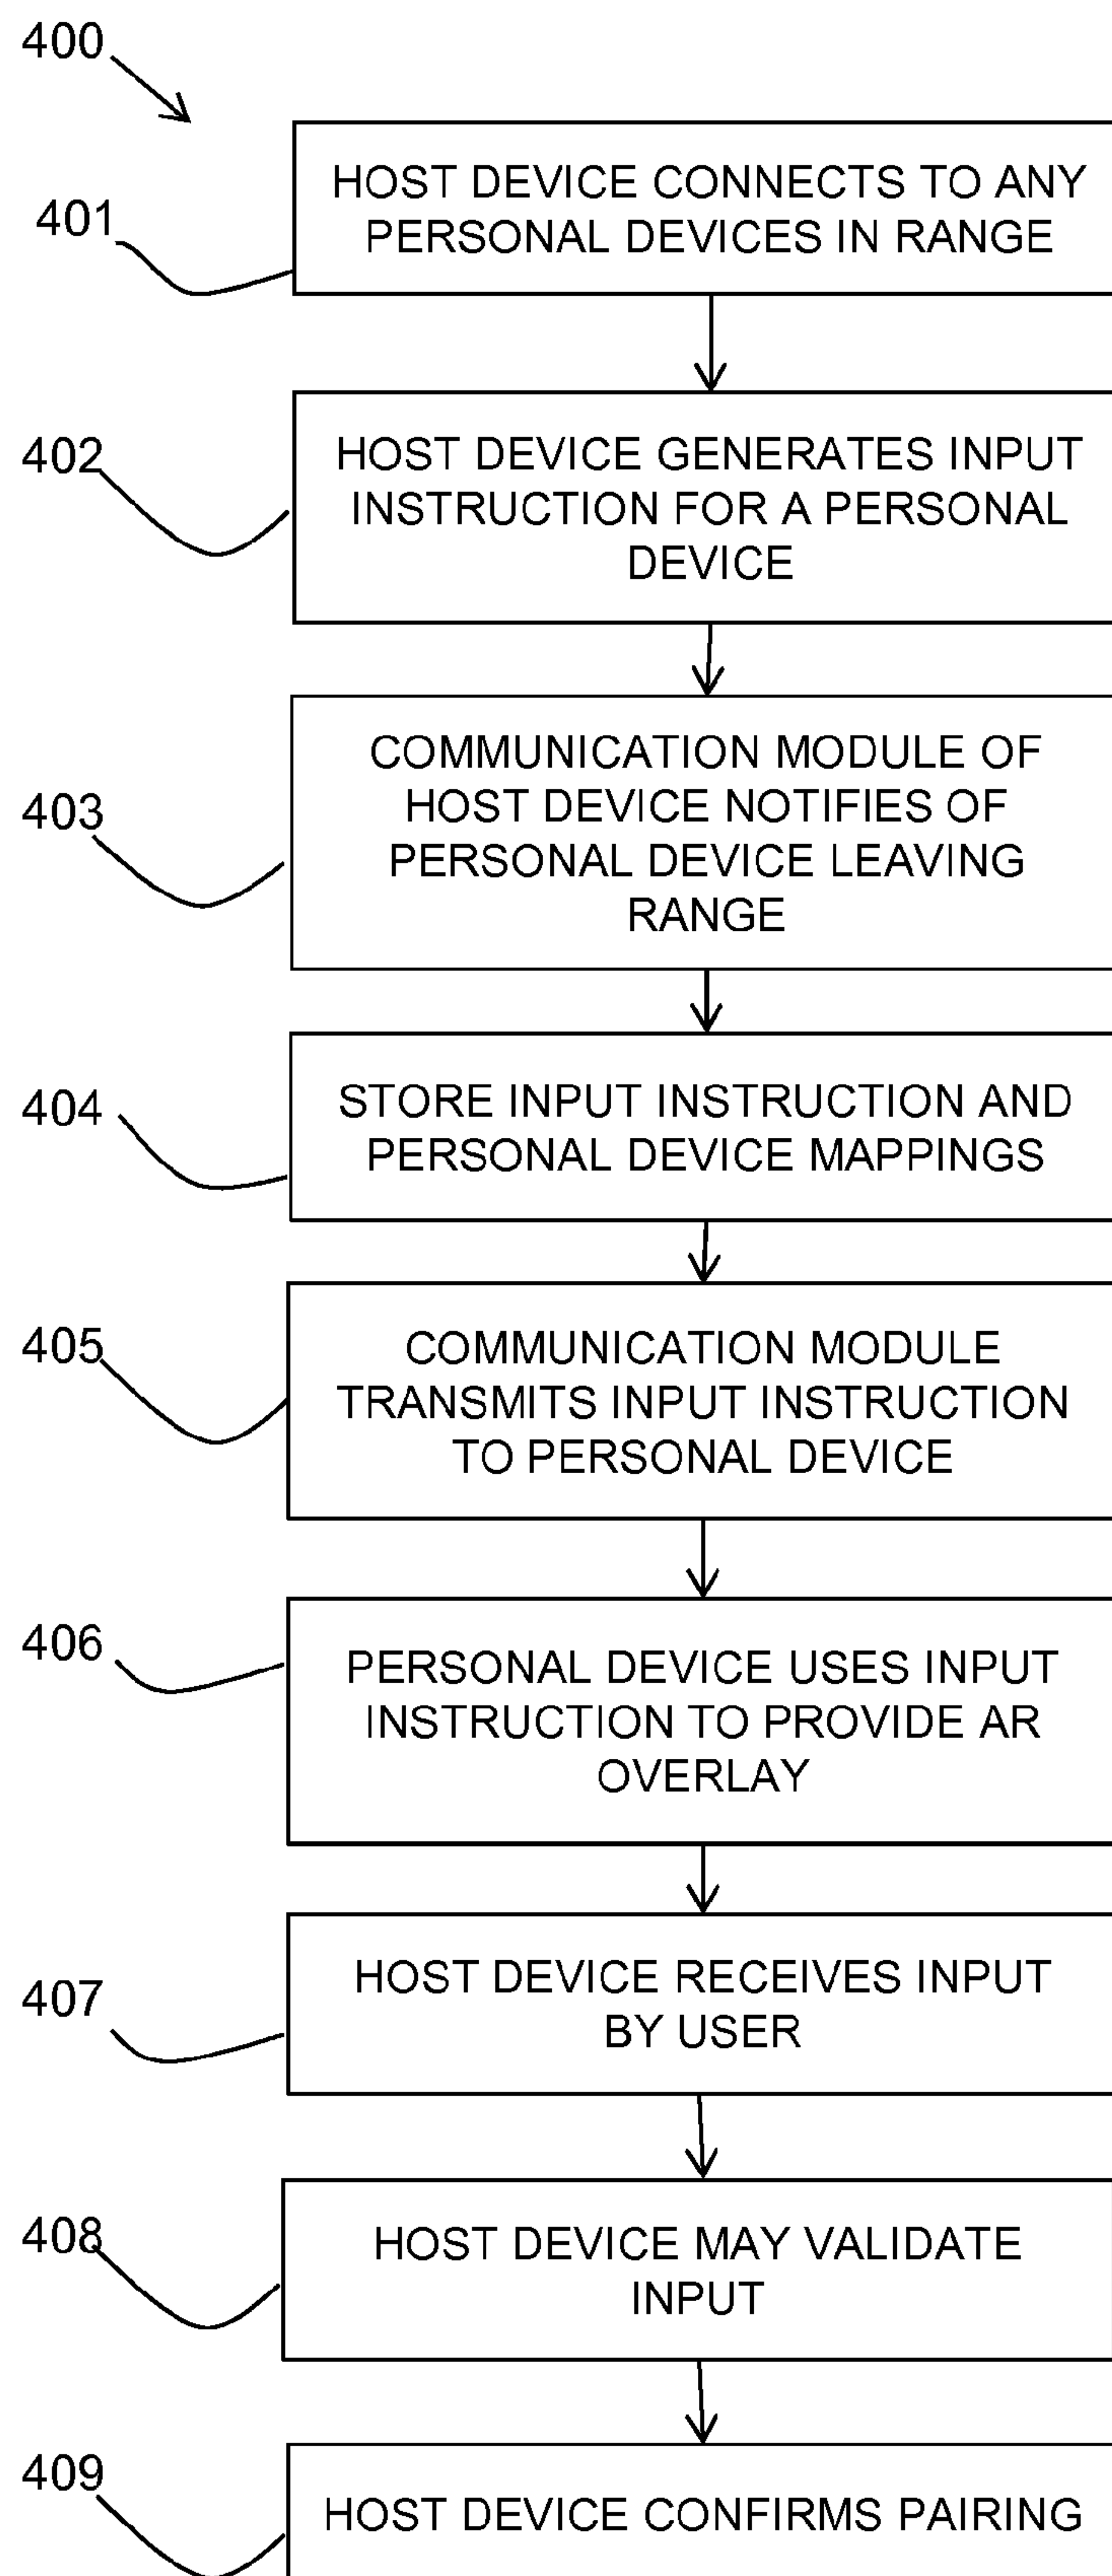 400
401
HOST DEVICE CONNECTS TO ANY
PERSONAL DEVICES IN RANGE
402
HOST DEVICE GENERATES INPUT
INSTRUCTION FOR A PERSONAL
DEVICE
403
COMMUNICATION MODULE OF
HOST DEVICE NOTIFIES OF
PERSONAL DEVICE LEAVING
RANGE
404
STORE INPUT INSTRUCTION AND
PERSONAL DEVICE MAPPINGS
405
COMMUNICATION MODULE
TRANSMITS INPUT INSTRUCTION
TO PERSONAL DEVICE
406
PERSONAL DEVICE USES INPUT
INSTRUCTION TO PROVIDE AR
OVERLAY
407
HOST DEVICE RECEIVES INPUT
BY USER
408
HOST DEVICE MAY VALIDATE
INPUT
409
HOST DEVICE CONFIRMS PAIRING